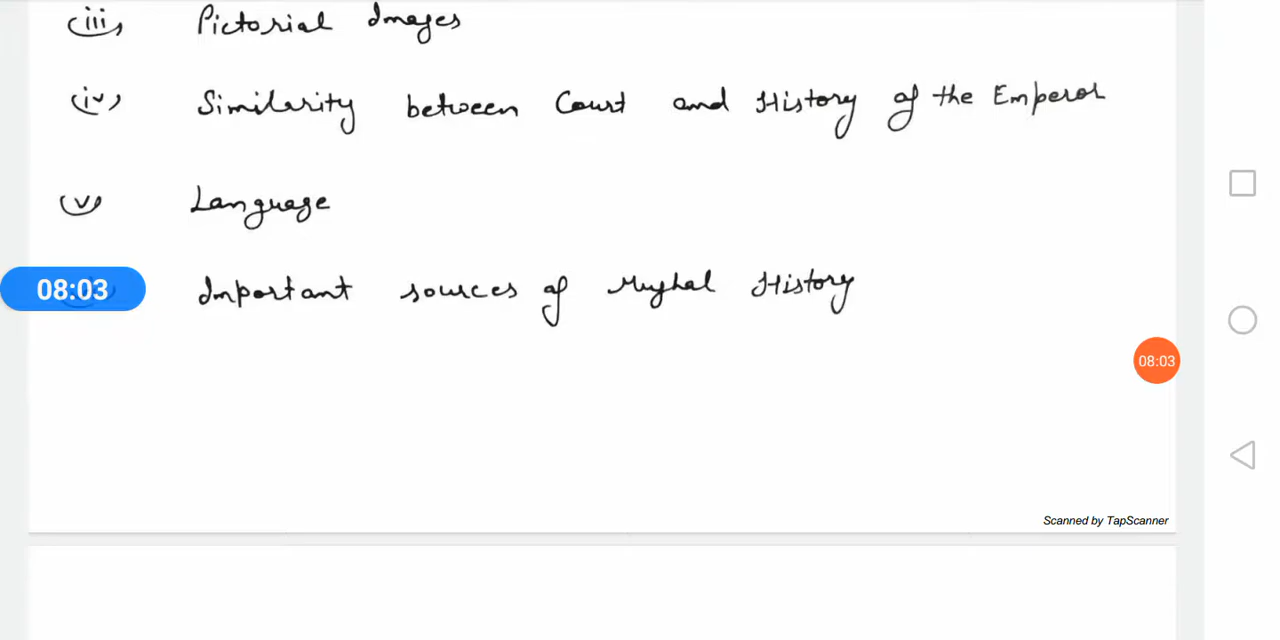 (iii) Pictorial Images
(iv) Similarity between Court and History of the Emperor
(v) Language
08:03 Important sources of Mughal History
08:03
Scanned by TapScanner